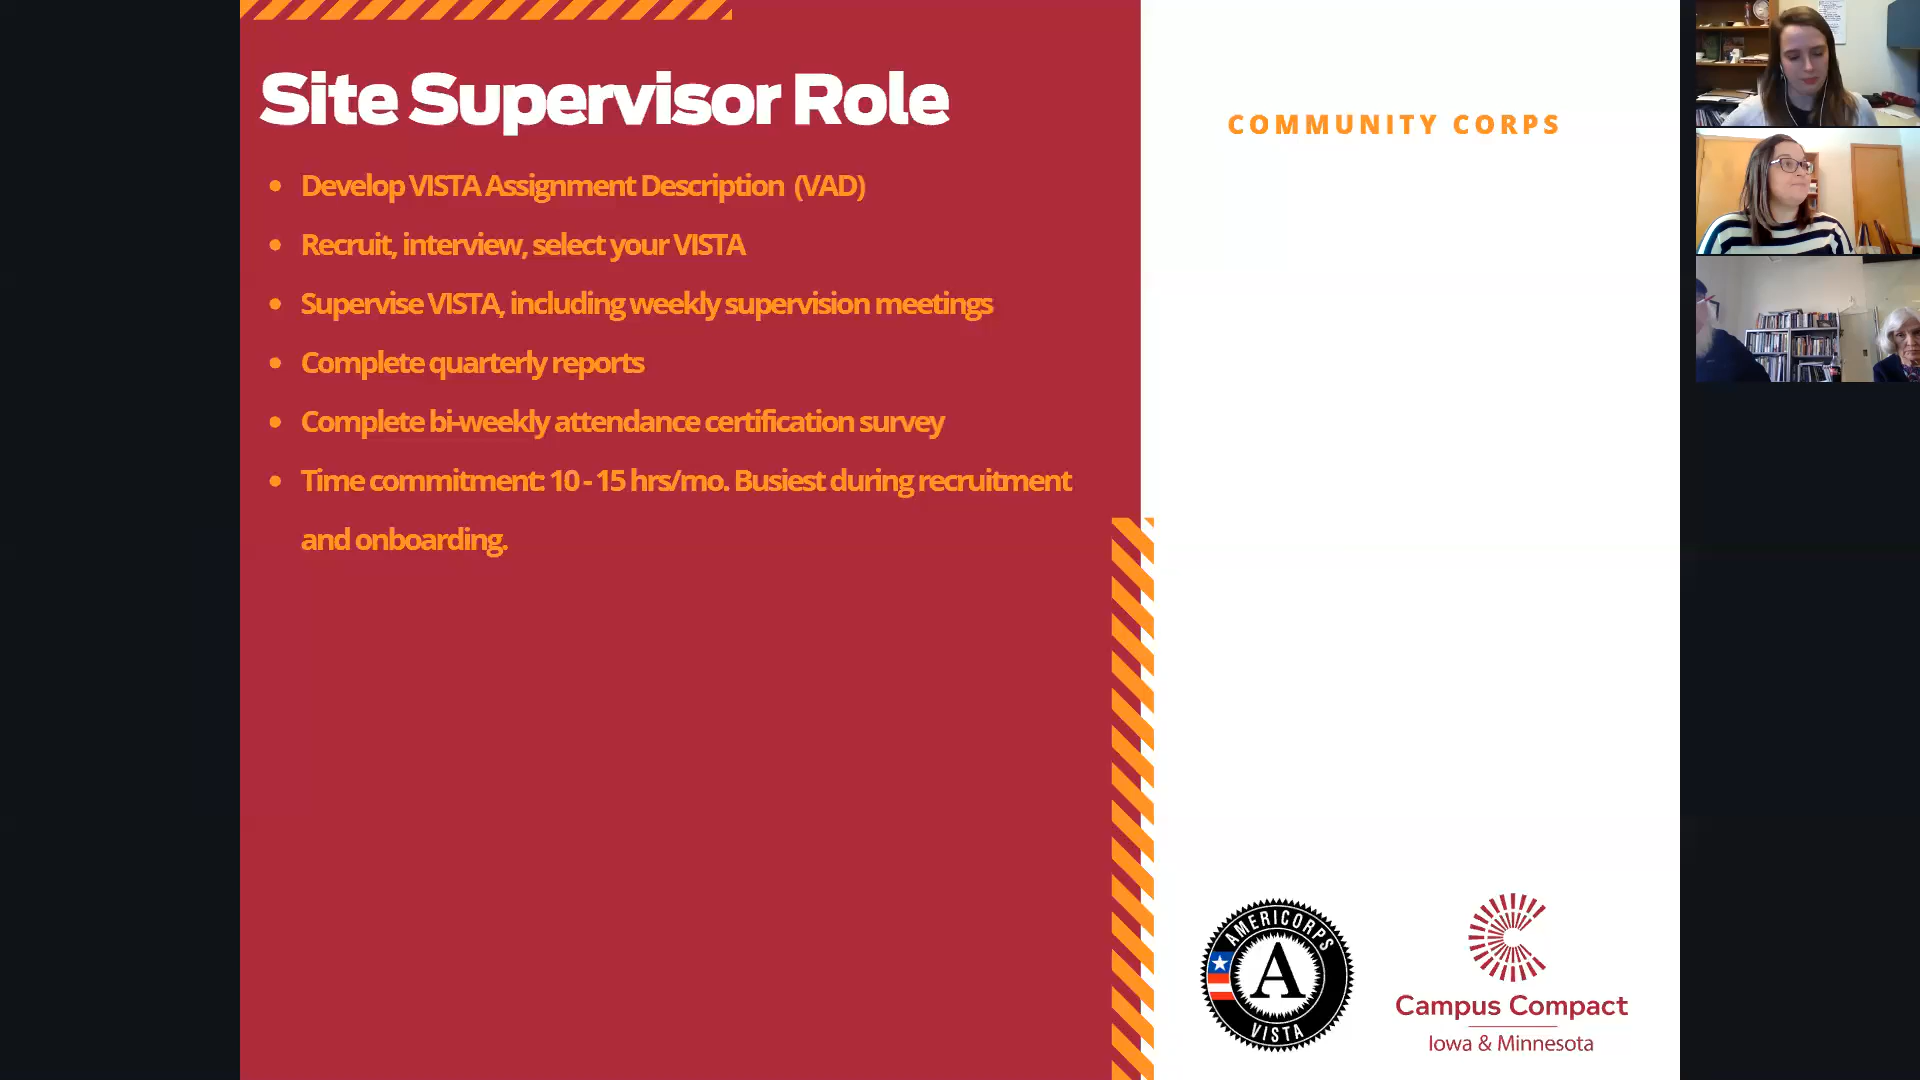 Site Supervisor Role
• Develop VISTA Assignment Description (VAD)
• Recruit, interview, select your VISTA
• Supervise VISTA, including weekly supervision meetings
• Complete quarterly reports
• Complete bi-weekly attendance certification survey
• Time commitment: 10 - 15 hrs/mo. Busiest during recruitment
and onboarding.
COMMUNITY CORPS
AMERICORPS
A
VISTA
Campus Compact
Iowa & Minnesota